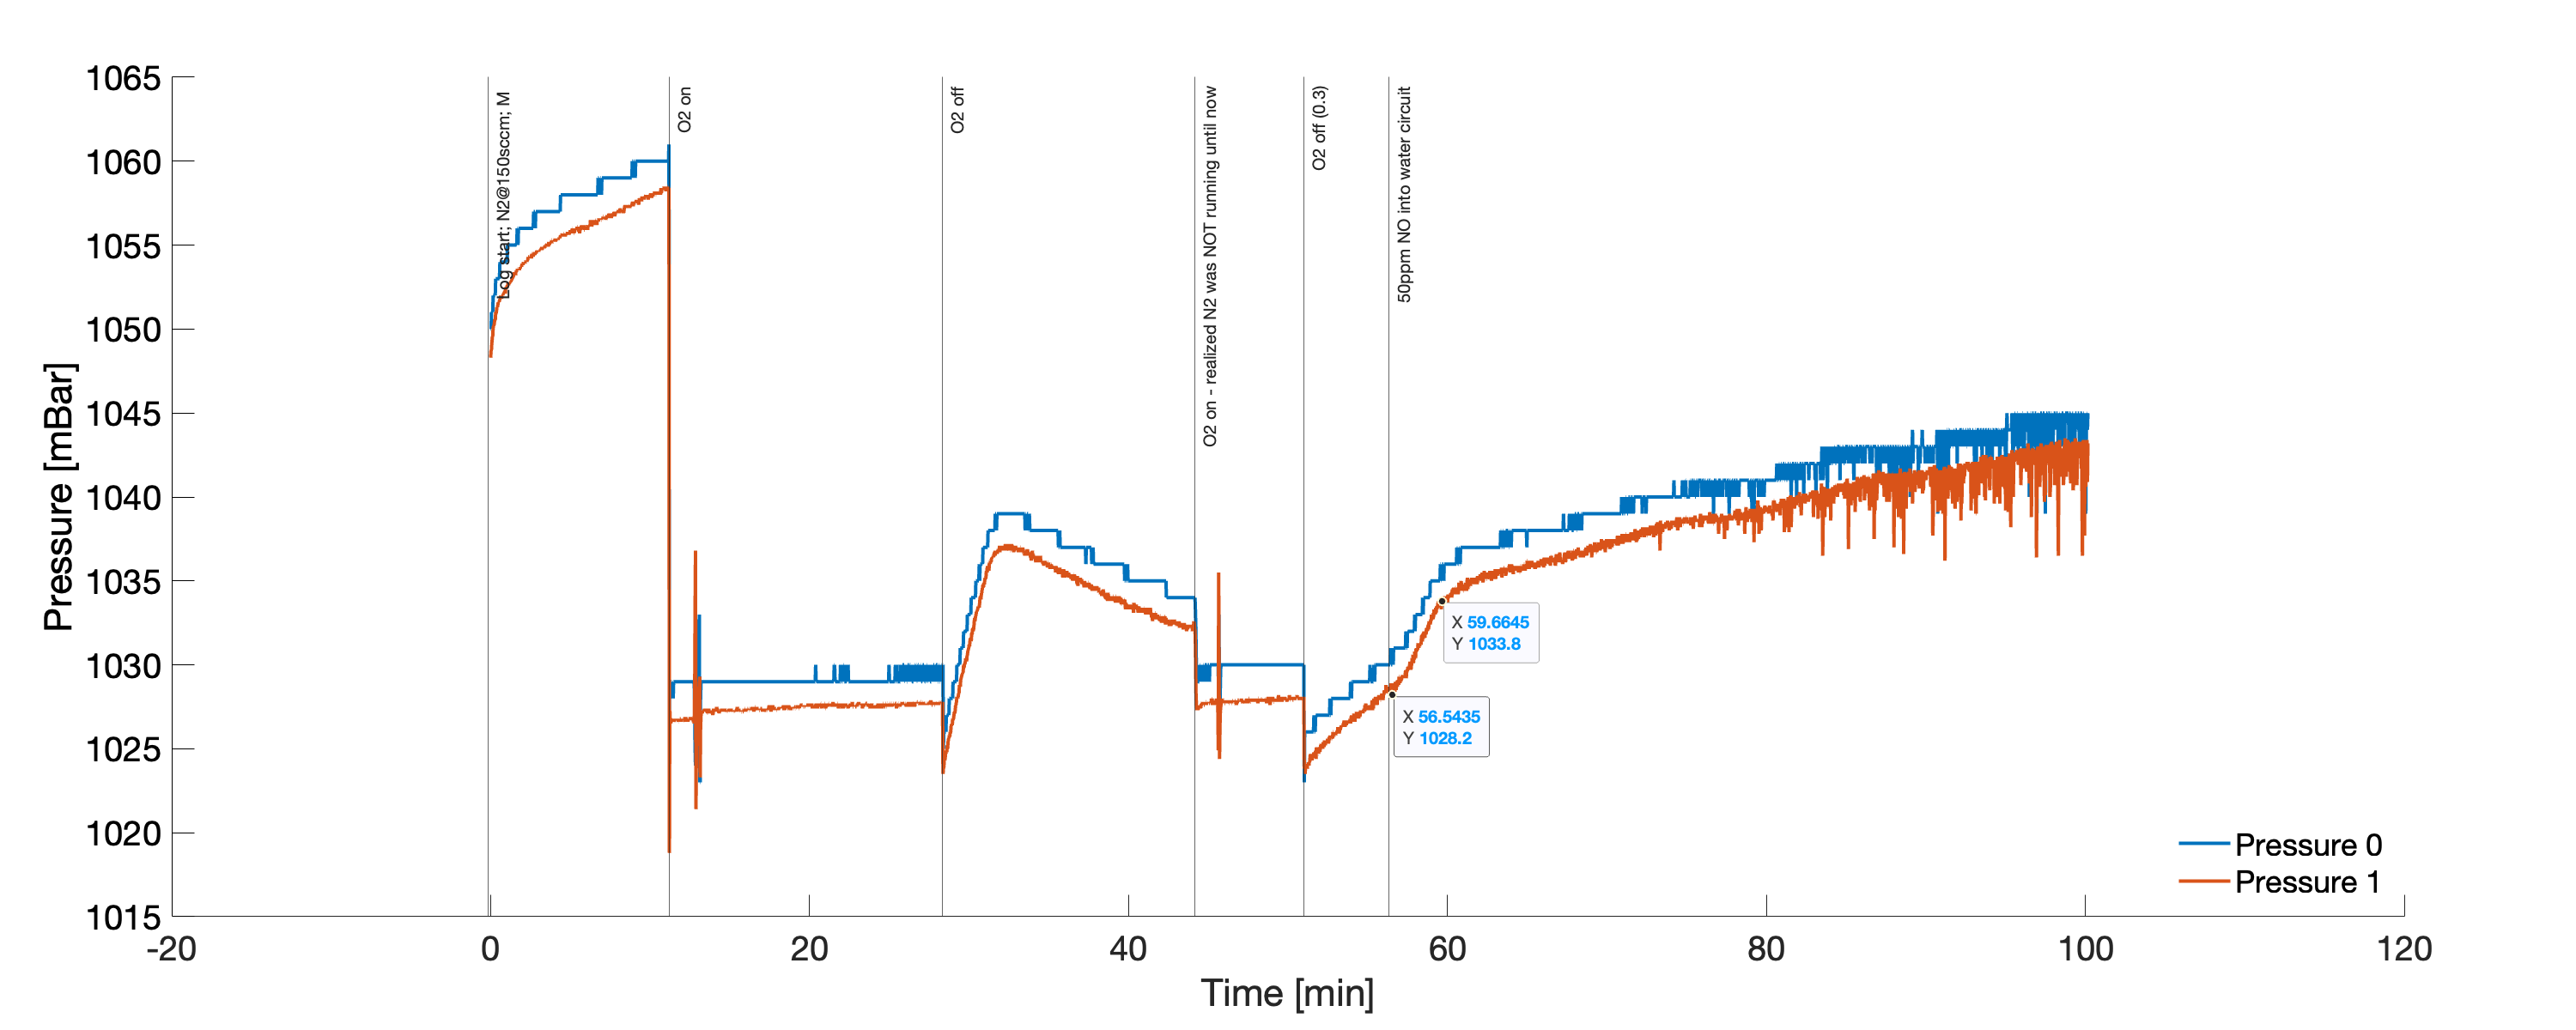 1065
1060
1055
1050
1045
1040
1035
1030
1025
1020
1015
Pressure [mBar]
-20
0
20
40
60
80
100
120
Time [min]
Log start; N2@150sccm; M
O2 on
O2 off
O2 on - realized N2 was NOT running until now
O2 off (0.3)
50ppm NO into water circuit
X 59.6645
Y 1033.8
X 56.5435
Y 1028.2
Pressure 0
Pressure 1